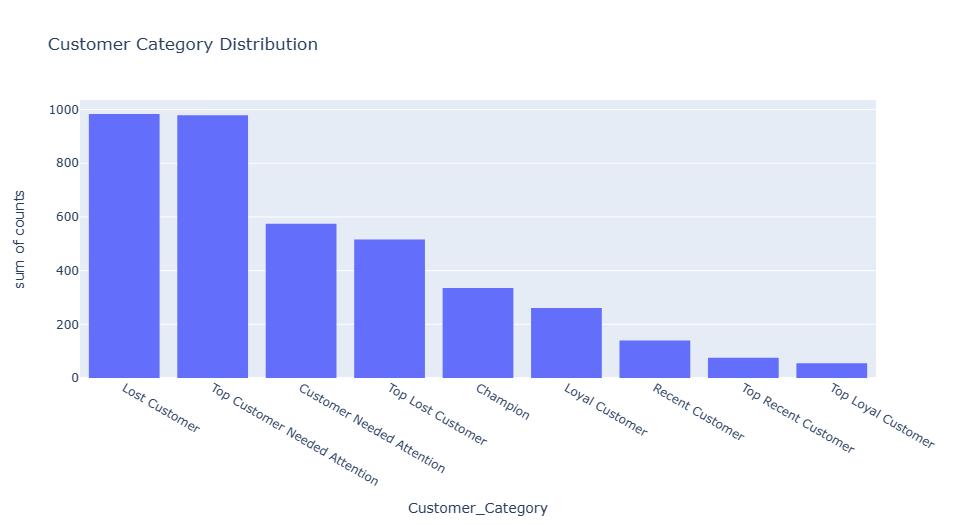 Customer Category Distribution
sum of counts
1000
800
600
400
200
0
Lost Customer
Top Customer Needed Attention
Customer Needed Attention
Top Lost Customer
Champion
Loyal Customer
Recent Customer
Top Recent Customer
Top Loyal Customer
Customer_Category